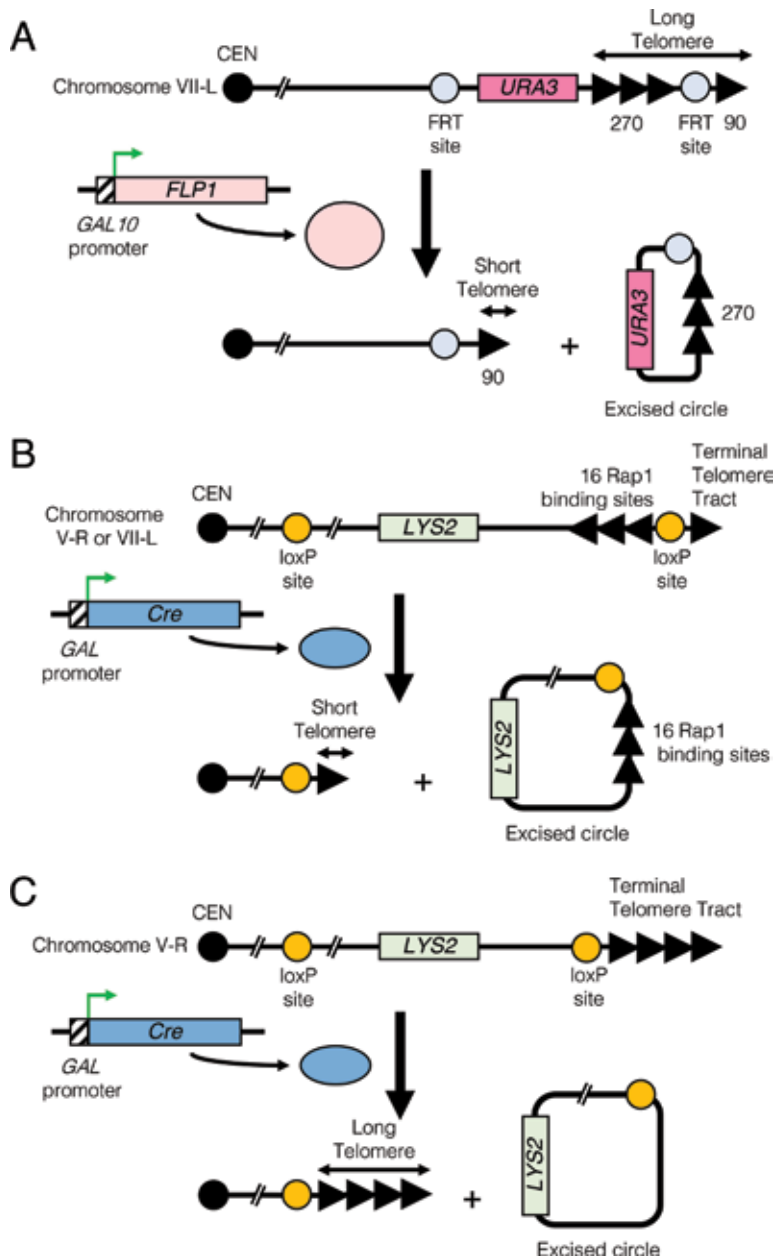 A
Long
Telomere
CEN
Chromosome VII-L
URA3
FRT
site
270
FRT
site
90
FLP1
GAL10
promoter
Short
Telomere
90
+
URA3
270
Excised circle
B
CEN
16 Rap1
binding sites
Terminal
Telomere
Tract
Chromosome
V-R or VII-L
LYS2
loxP
site
loxP
site
Cre
GAL
promoter
Short
Telomere
+
LYS2
16 Rap1
binding sites
Excised circle
C
CEN
Terminal
Telomere Tract
Chromosome V-R
LYS2
loxP
site
loxP
site
Cre
GAL
promoter
Long
Telomere
+
LYS2
Excised circle